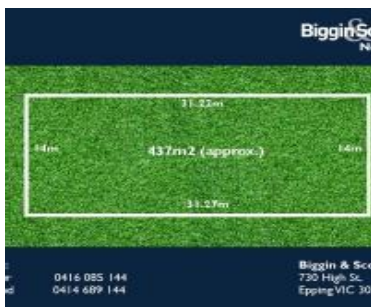 Biggin
31.22m
14m 437m2 (approx.) 14m
31.27m
0416 085 144
0414 689 144
Biggin & Sco
730 High St.
Epping VIC 30